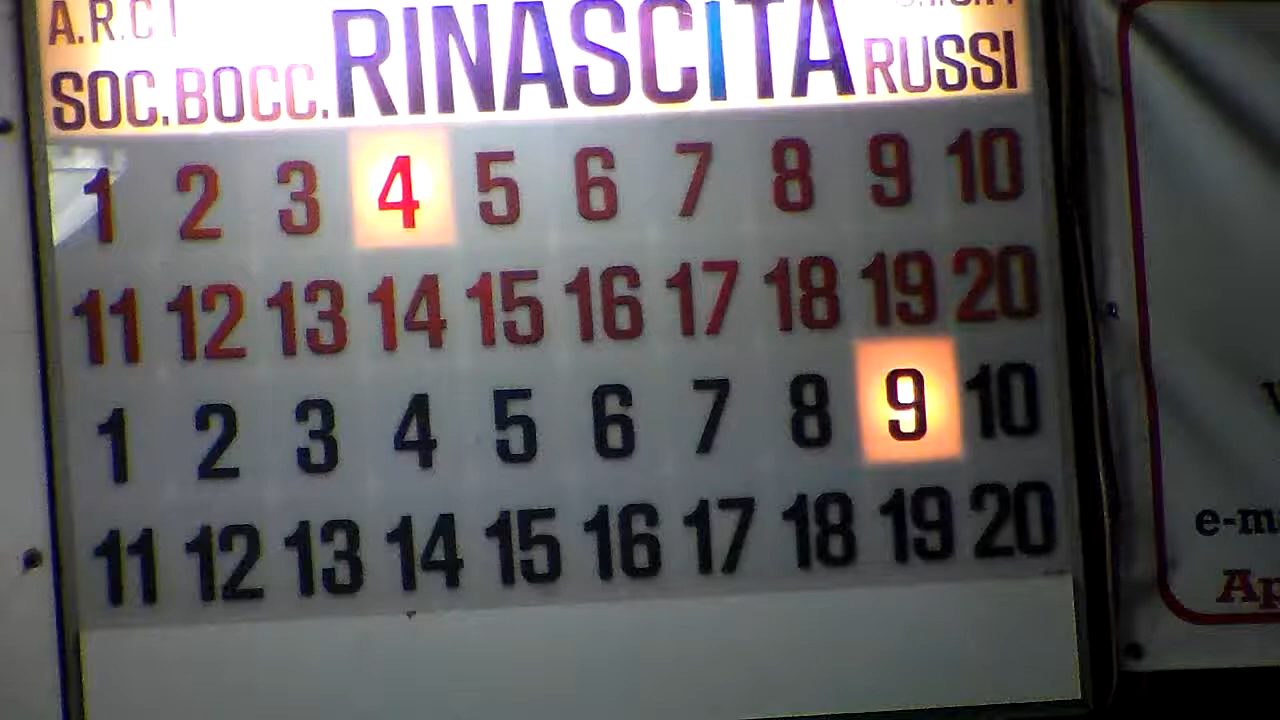 A.R.C I
SOC. BOCC. RINASCITA RUSSI
1 2 3 4 5 6 7 8 9 10
11 12 13 14 15 16 17 18 19 20
1 2 3 4 5 6 7 8 9 10
11 12 13 14 15 16 17 18 19 20
e-m
Ap